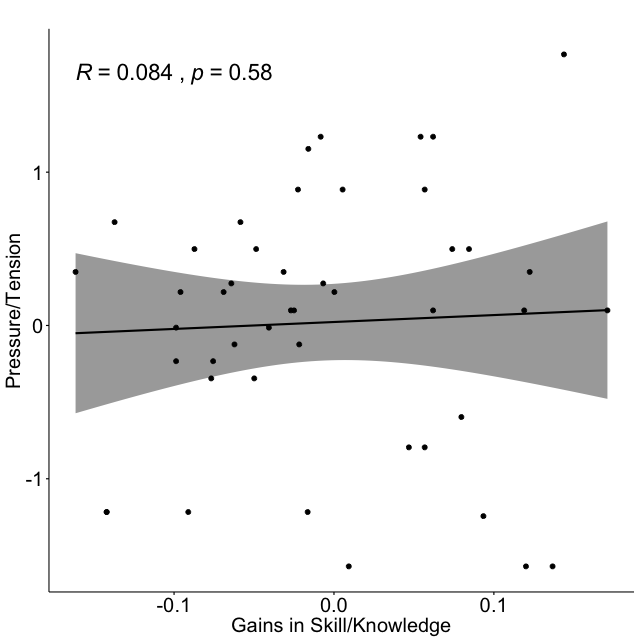 R = 0.084 , p = 0.58
1
0
-1
Pressure/Tension
-0.1 0.0 0.1
Gains in Skill/Knowledge